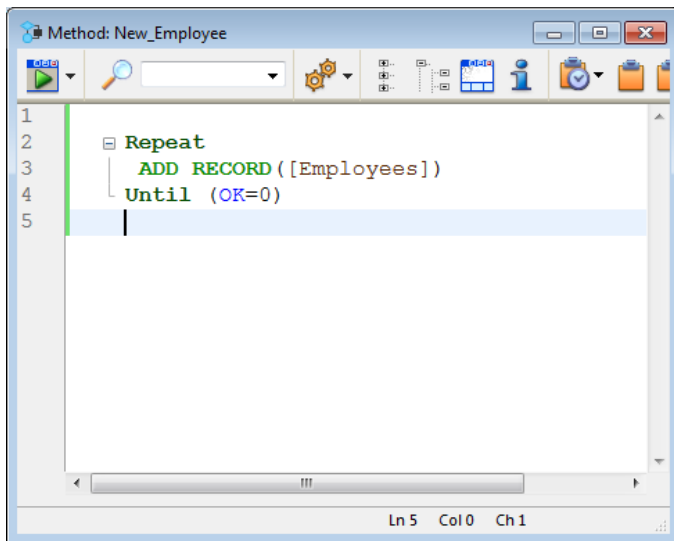 Method: New_Employee
1
2 Repeat
3 ADD RECORD([Employees])
4 Until (OK=0)
5
Ln 5 Col 0 Ch 1